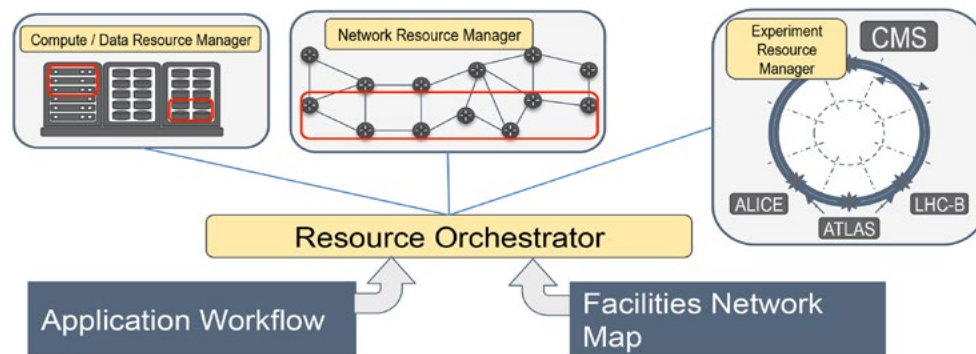 Compute / Data Resource Manager
Network Resource Manager
Experiment
Resource
Manager
CMS
ALICE
ATLAS
LHC-B
Resource Orchestrator
Application Workflow
Facilities Network
Map